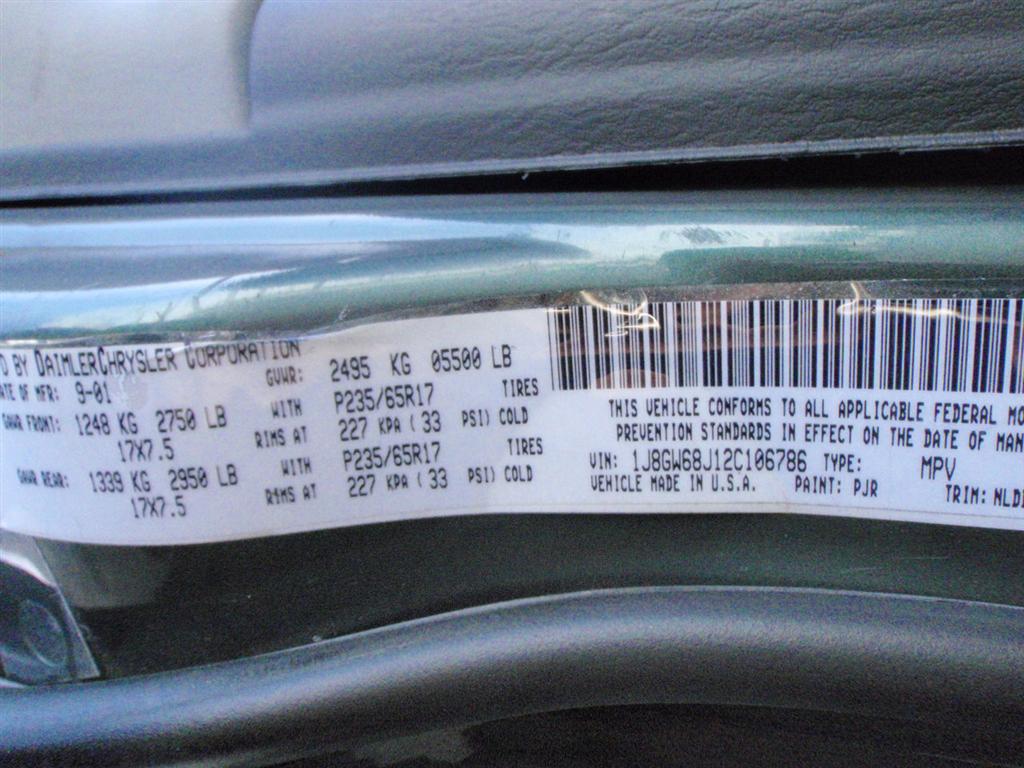 D BY DAIMLERCHRYSLER CORPORATION
DATE OF MFR: 9-01 GVWR: 2495 KG 05500 LB
GAWR FRONT: 1248 KG 2750 LB WITH P235/65R17 TIRES
17X7.5 RIMS AT 227 KPA ( 33 PSI) COLD
GAWR REAR: 1339 KG 2950 LB WITH P235/65R17 TIRES
17X7.5 RIMS AT 227 KPA ( 33 PSI) COLD
THIS VEHICLE CONFORMS TO ALL APPLICABLE FEDERAL MO
PREVENTION STANDARDS IN EFFECT ON THE DATE OF MAN
VIN: 1J8GW68J12C106786 TYPE: MPV
VEHICLE MADE IN U.S.A. PAINT: PJR TRIM: NLD